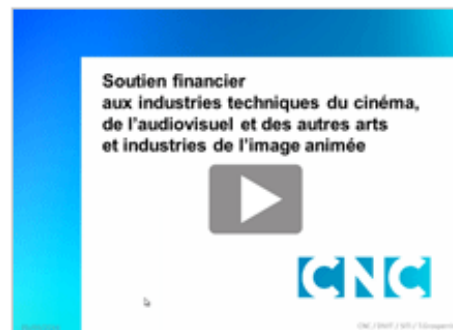 Soutien financier
aux industries techniques du cinéma,
de l'audiovisuel et des autres arts
et industries de l'image animée
CNC